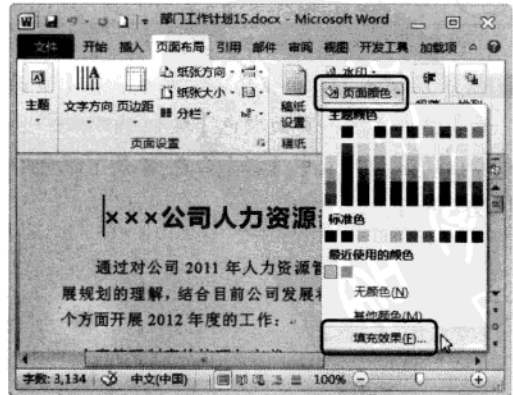 部门工作计划15.docx - Microsoft Word
文件 开始 插入 页面布局 引用 邮件 审阅 视图 开发工具 加载项
主题 文字方向 页边距 纸张方向 纸张大小 分栏
稿纸设置
水印
页面颜色
页面设置 稿纸
主题颜色
标准色
最近使用的颜色
无颜色(N)
其他颜色(M)
填充效果(F)...
×××公司人力资源
通过对公司 2011 年人力资源管
展规划的理解，结合目前公司发展
个方面开展 2012 年度的工作：
字数: 3,134 中文(中国) 100%